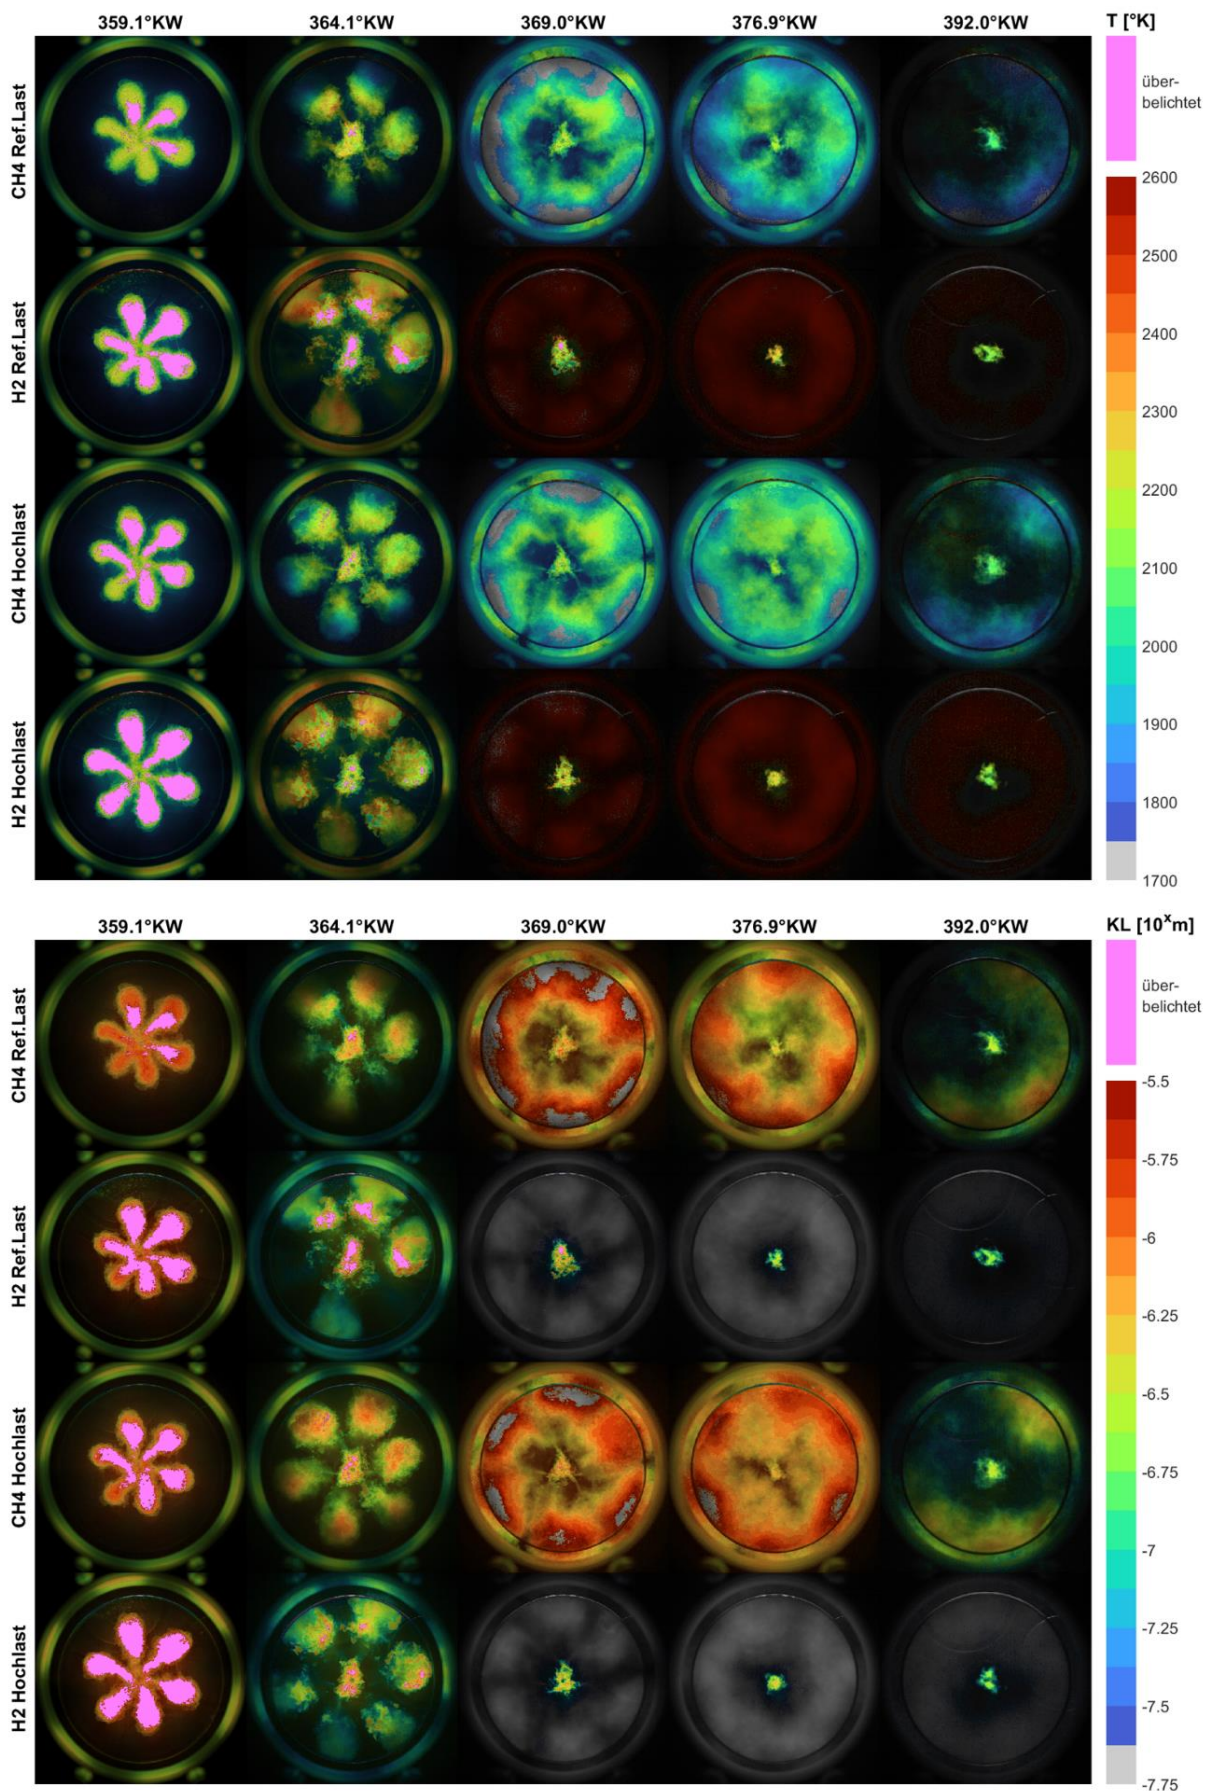 359.1°KW 364.1°KW 369.0°KW 376.9°KW 392.0°KW T [°K]
CH4 Ref.Last
H2 Ref.Last
CH4 Hochlast
H2 Hochlast
über-
belichtet
2600
2500
2400
2300
2200
2100
2000
1900
1800
1700
359.1°KW 364.1°KW 369.0°KW 376.9°KW 392.0°KW KL [10^x m]
CH4 Ref.Last
H2 Ref.Last
CH4 Hochlast
H2 Hochlast
über-
belichtet
-5.5
-5.75
-6
-6.25
-6.5
-6.75
-7
-7.25
-7.5
-7.75